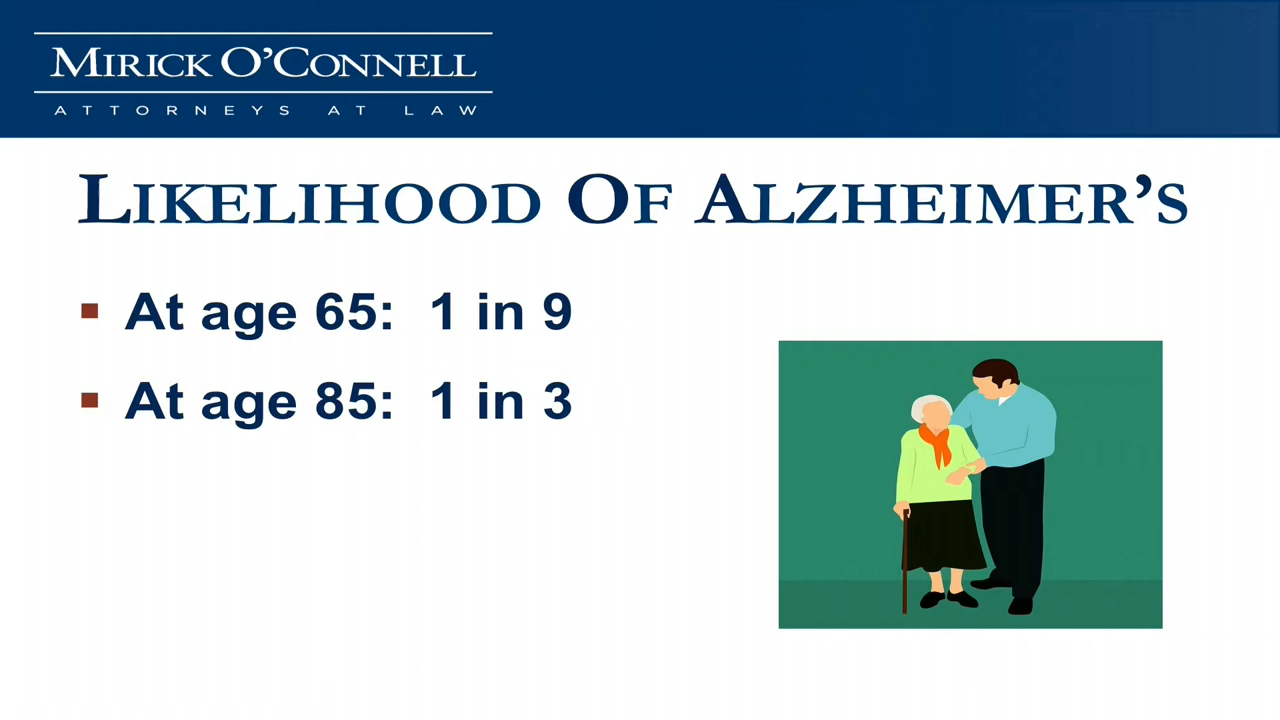 MIRICK O'CONNELL
ATTORNEYS AT LAW
LIKELIHOOD OF ALZHEIMER'S
▪ At age 65: 1 in 9
▪ At age 85: 1 in 3